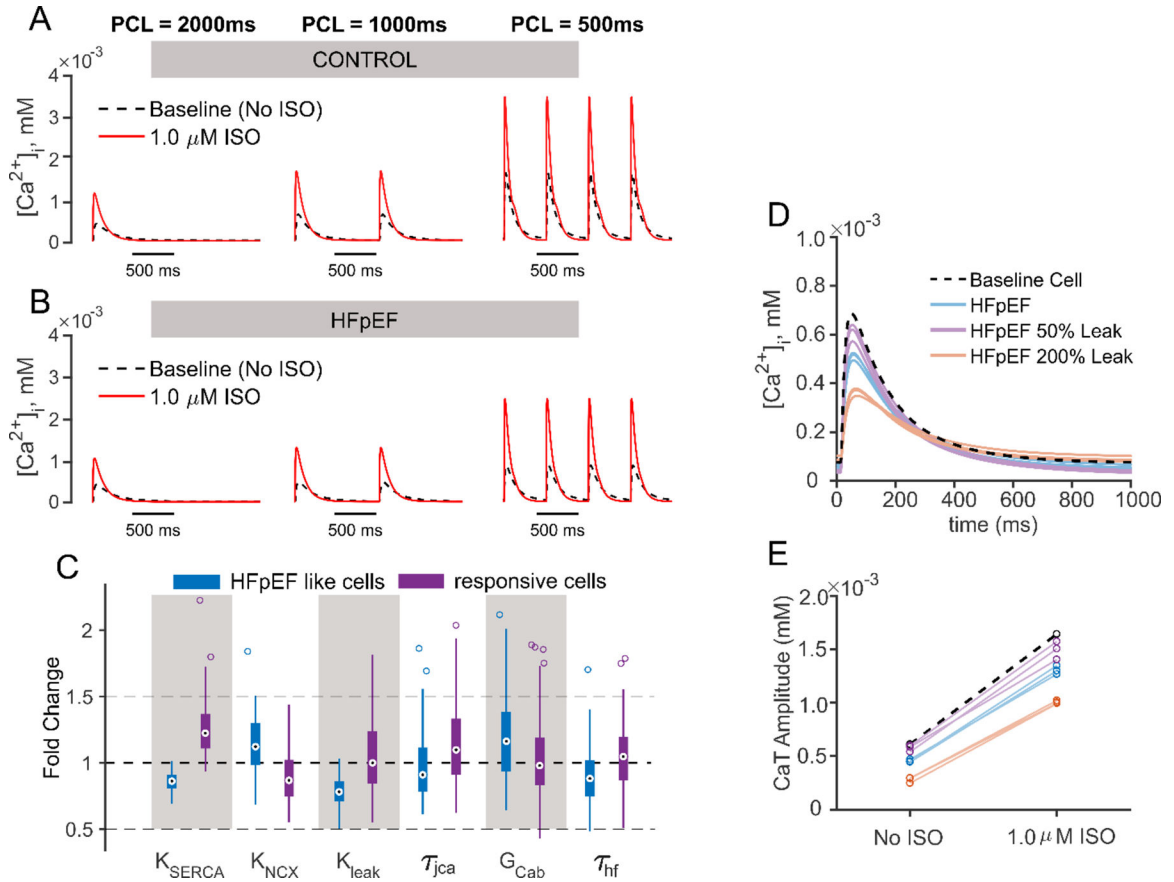 A
PCL = 2000ms PCL = 1000ms PCL = 500ms
×10⁻³
CONTROL
4
3
2
1
0
[Ca²⁺]ᵢ, mM
Baseline (No ISO)
1.0 μM ISO
500 ms 500 ms 500 ms
B
×10⁻³
HFpEF
4
3
2
1
0
[Ca²⁺]ᵢ, mM
Baseline (No ISO)
1.0 μM ISO
500 ms 500 ms 500 ms
C
HFpEF like cells responsive cells
2
1.5
1
0.5
Fold Change
K_SERCA K_NCX K_leak τ_jca G_Cab τ_hf
D
×10⁻³
1.0
0.8
0.6
0.4
0.2
0
[Ca²⁺]ᵢ, mM
Baseline Cell
HFpEF
HFpEF 50% Leak
HFpEF 200% Leak
0 200 400 600 800 1000
time (ms)
E
×10⁻³
2.0
1.5
1.0
0.5
0
CaT Amplitude (mM)
No ISO 1.0 μM ISO